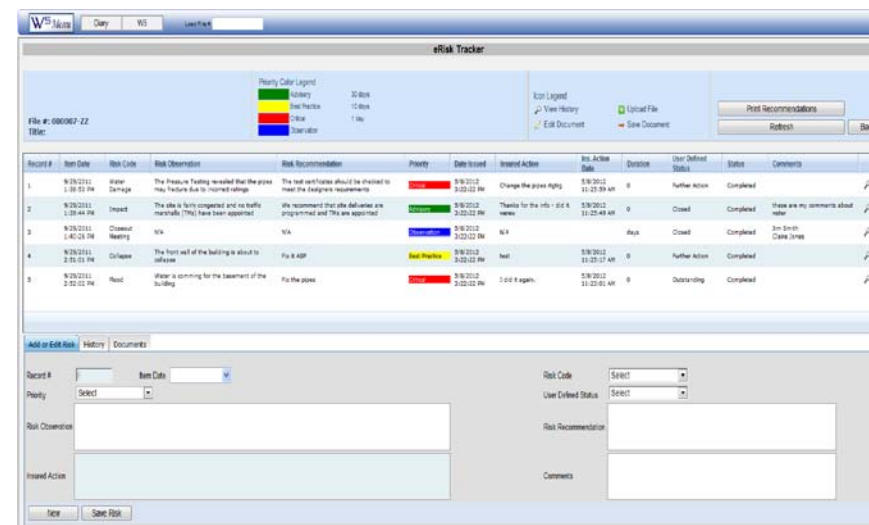 W5 Menu Diary W5 Load File#
eRisk Tracker
Priority Color Legend
Advisory 30 days
Best Practice 10 days
Critical 1 day
Observation
Icon Legend
View History Upload File
Edit Document Save Document
Print Recommendations
Refresh Ba
File #: 000007-ZZ
Title:
Record # Item Date Risk Code Risk Observation Risk Recommendation Priority Date Issued Insured Action Ins. Action Date Duration User Defined Status Status Comments
1 9/29/2011 1:38:53 PM Water Damage The Pressure Testing revealed that the pipes may fracture due to incorrect ratings The test certificates should be checked to meet the designers requirements Critical 5/8/2012 3:22:22 PM Change the pipes 11:25:39 AM 0 Further Action Completed
2 9/29/2011 1:39:44 PM Impact The site is fairly congested and no traffic marshalls (TMs) have been appointed We recommend that site deliveries are programmed and TMs are appointed Advisory 5/8/2012 3:22:22 PM Thanks for the info - did it 5/8/2012 11:25:49 AM 0 Closed Completed these are my comments about
3 9/29/2011 1:40:26 PM Closeout Meeting N/A N/A Observation 5/8/2012 3:22:22 PM N/A days Closed Completed Jim Smith Claire Jones
4 9/29/2011 2:51:01 PM Collapse The front wall of the building is about to collapse Fix it ASP Best Practice 5/8/2012 3:22:22 PM test 5/8/2012 11:25:17 AM 0 Further Action Completed
5 9/29/2011 2:52:02 PM Flood Water is comming for the basement of the building Fix the pipes Critical 5/8/2012 3:22:22 PM I did it again. 5/8/2012 11:23:01 AM 0 Outstanding Completed
Add or Edit Risk History Documents
Record # Item Date Risk Code Select
Priority Select User Defined Status Select
Risk Observation Risk Recommendation
Insured Action Comments
New Save Risk